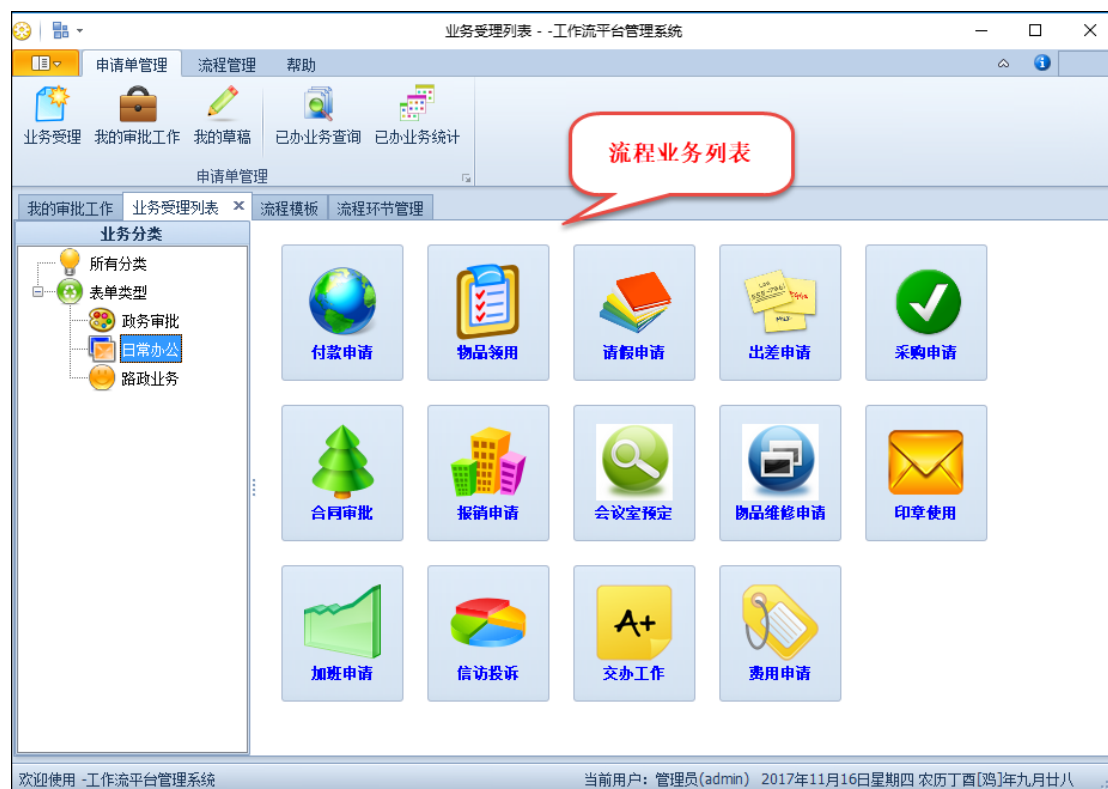 业务受理列表 - -工作流平台管理系统
申请单管理 流程管理 帮助
业务受理 我的审批工作 我的草稿 已办业务查询 已办业务统计
申请单管理
流程业务列表
我的审批工作 业务受理列表 流程模板 流程环节管理
业务分类
所有分类
表单类型
政务审批
日常办公
路政业务
付款申请 物品领用 请假申请 出差申请 采购申请
合同审批 报销申请 会议室预定 物品维修申请 印章使用
A+
加班申请 信访投诉 交办工作 费用申请
欢迎使用 -工作流平台管理系统 当前用户：管理员(admin) 2017年11月16日星期四 农历丁酉[鸡]年九月廿八